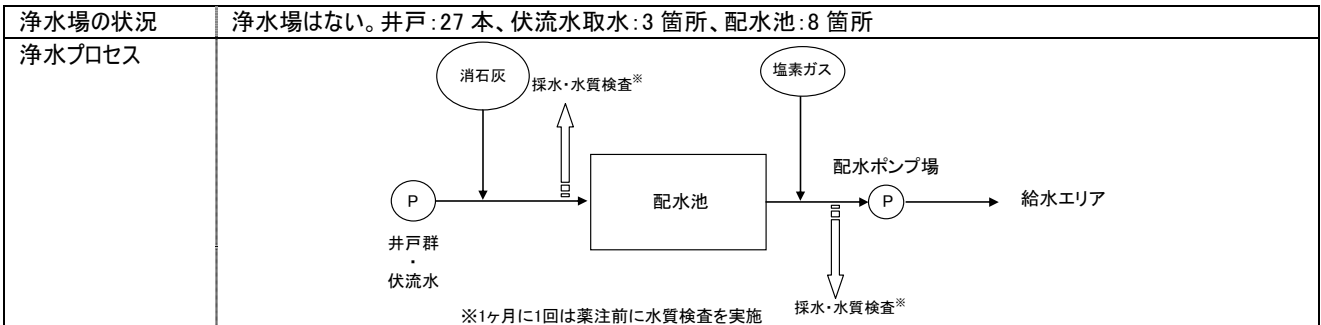 浄水場の状況
浄水場はない。井戸:27 本、伏流水取水:3 箇所、配水池:8 箇所
浄水プロセス
消石灰
採水・水質検査※
塩素ガス
配水ポンプ場
P
配水池
P
給水エリア
井戸群
・
伏流水
採水・水質検査※
※1ヶ月に1回は薬注前に水質検査を実施